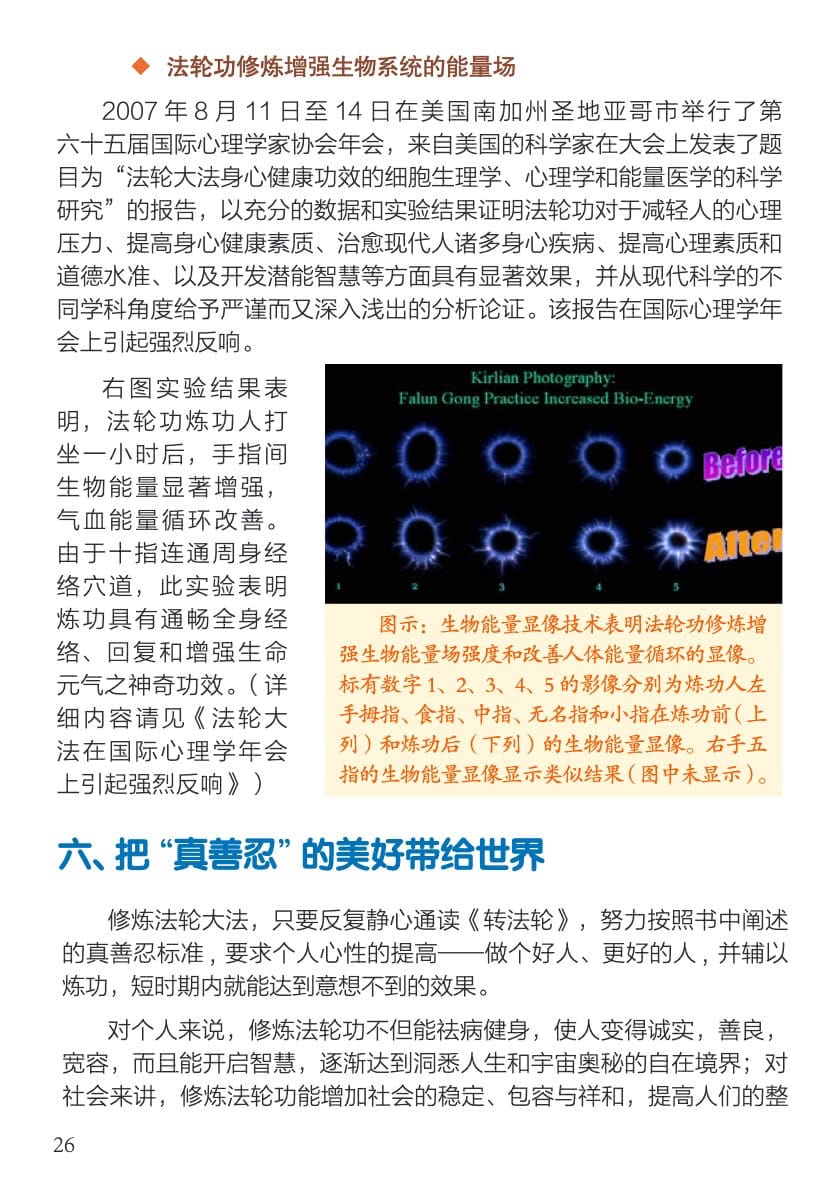 ◆ 法轮功修炼增强生物系统的能量场
2007 年 8 月 11 日至 14 日在美国南加州圣地亚哥市举行了第
六十五届国际心理学家协会年会，来自美国的科学家在大会上发表了题
目为“法轮大法身心健康功效的细胞生理学、心理学和能量医学的科学
研究”的报告，以充分的数据和实验结果证明法轮功对于减轻人的心理
压力、提高身心健康素质、治愈现代人诸多身心疾病、提高心理素质和
道德水准、以及开发潜能智慧等方面具有显著效果，并从现代科学的不
同学科角度给予严谨而又深入浅出的分析论证。该报告在国际心理学年
会上引起强烈反响。
右图实验结果表
明，法轮功炼功人打
坐一小时后，手指间
生物能量显著增强，
气血能量循环改善。
由于十指连通周身经
络穴道，此实验表明
炼功具有通畅全身经
络、回复和增强生命
元气之神奇功效。（详
细内容请见《法轮大
法在国际心理学年会
上引起强烈反响》）
Kirlian Photography:
Falun Gong Practice Increased Bio-Energy
Before
After
1 2 3 4 5
图示：生物能量显像技术表明法轮功修炼增
强生物能量场强度和改善人体能量循环的显像。
标有数字 1、2、3、4、5 的影像分别为炼功人左
手拇指、食指、中指、无名指和小指在炼功前（上
列）和炼功后（下列）的生物能量显像。右手五
指的生物能量显像显示类似结果（图中未显示）。
六、把“真善忍”的美好带给世界
修炼法轮大法，只要反复静心通读《转法轮》，努力按照书中阐述
的真善忍标准，要求个人心性的提高——做个好人、更好的人，并辅以
炼功，短时期内就能达到意想不到的效果。
对个人来说，修炼法轮功不但能祛病健身，使人变得诚实，善良，
宽容，而且能开启智慧，逐渐达到洞悉人生和宇宙奥秘的自在境界；对
社会来讲，修炼法轮功能增加社会的稳定、包容与祥和，提高人们的整
26